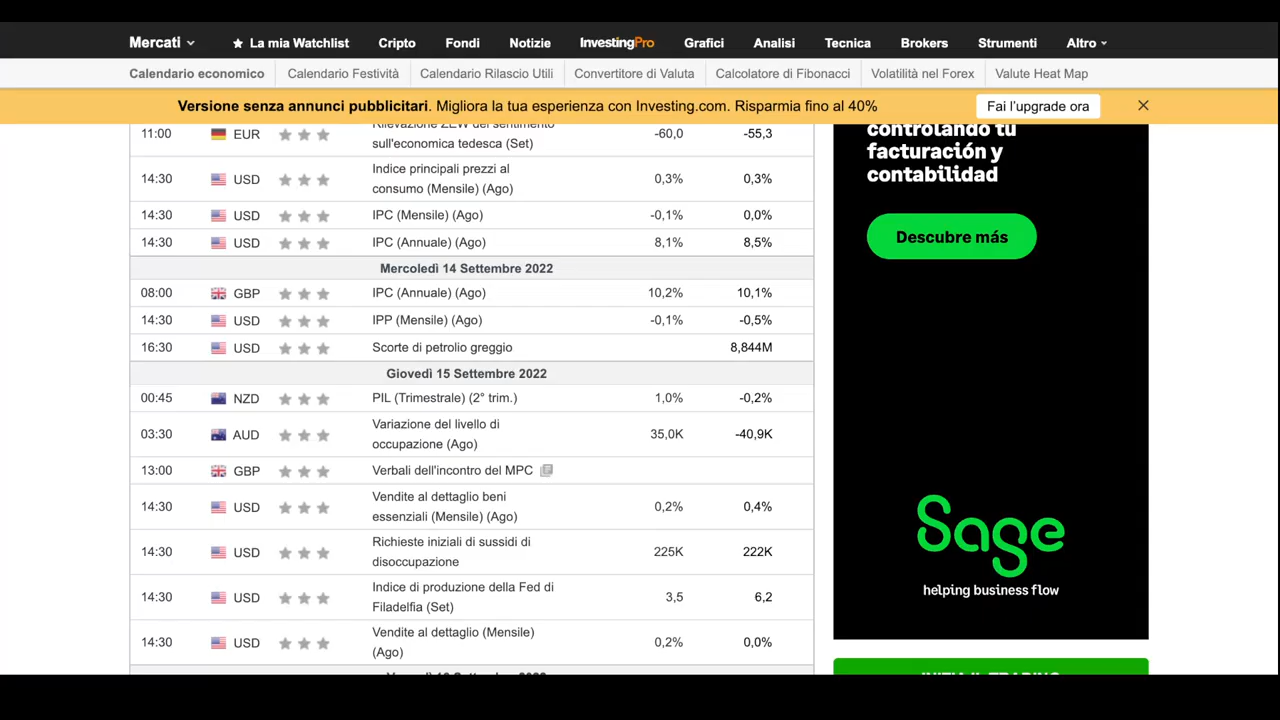 Mercati La mia Watchlist Cripto Fondi Notizie InvestingPro Grafici Analisi Tecnica Brokers Strumenti Altro
Calendario economico Calendario Festività Calendario Rilascio Utili Convertitore di Valuta Calcolatore di Fibonacci Volatilità nel Forex Valute Heat Map
Versione senza annunci pubblicitari. Migliora la tua esperienza con Investing.com. Risparmia fino al 40% Fai l'upgrade ora
11:00 EUR Rilevazione ZEW del sentimento -60,0 -55,3
sull'economica tedesca (Set)
14:30 USD Indice principali prezzi al 0,3% 0,3%
consumo (Mensile) (Ago)
14:30 USD IPC (Mensile) (Ago) -0,1% 0,0%
14:30 USD IPC (Annuale) (Ago) 8,1% 8,5%
Mercoledì 14 Settembre 2022
08:00 GBP IPC (Annuale) (Ago) 10,2% 10,1%
14:30 USD IPP (Mensile) (Ago) -0,1% -0,5%
16:30 USD Scorte di petrolio greggio 8,844M
Giovedì 15 Settembre 2022
00:45 NZD PIL (Trimestrale) (2° trim.) 1,0% -0,2%
03:30 AUD Variazione del livello di 35,0K -40,9K
occupazione (Ago)
13:00 GBP Verbali dell'incontro del MPC
14:30 USD Vendite al dettaglio beni 0,2% 0,4%
essenziali (Mensile) (Ago)
14:30 USD Richieste iniziali di sussidi di 225K 222K
disoccupazione
14:30 USD Indice di produzione della Fed di 3,5 6,2
Filadelfia (Set)
14:30 USD Vendite al dettaglio (Mensile) 0,2% 0,0%
(Ago)
controlando tu
facturación y
contabilidad
Descubre más
Sage
helping business flow